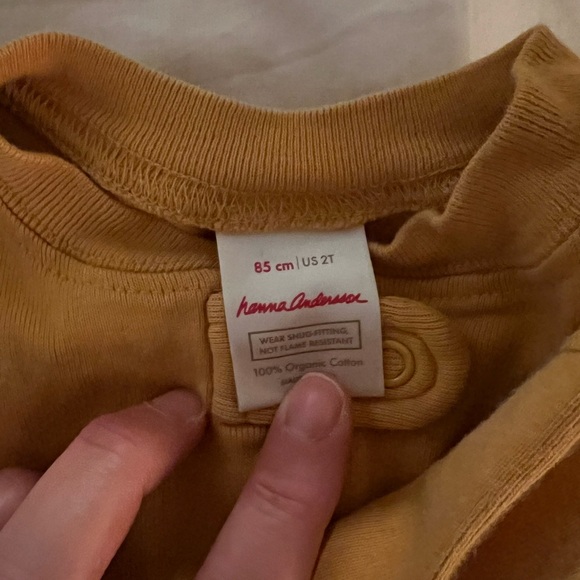 85 cm | US 2T
hanna andersson
WEAR SNUG-FITTING,
NOT FLAME RESISTANT
100% Organic Cotton